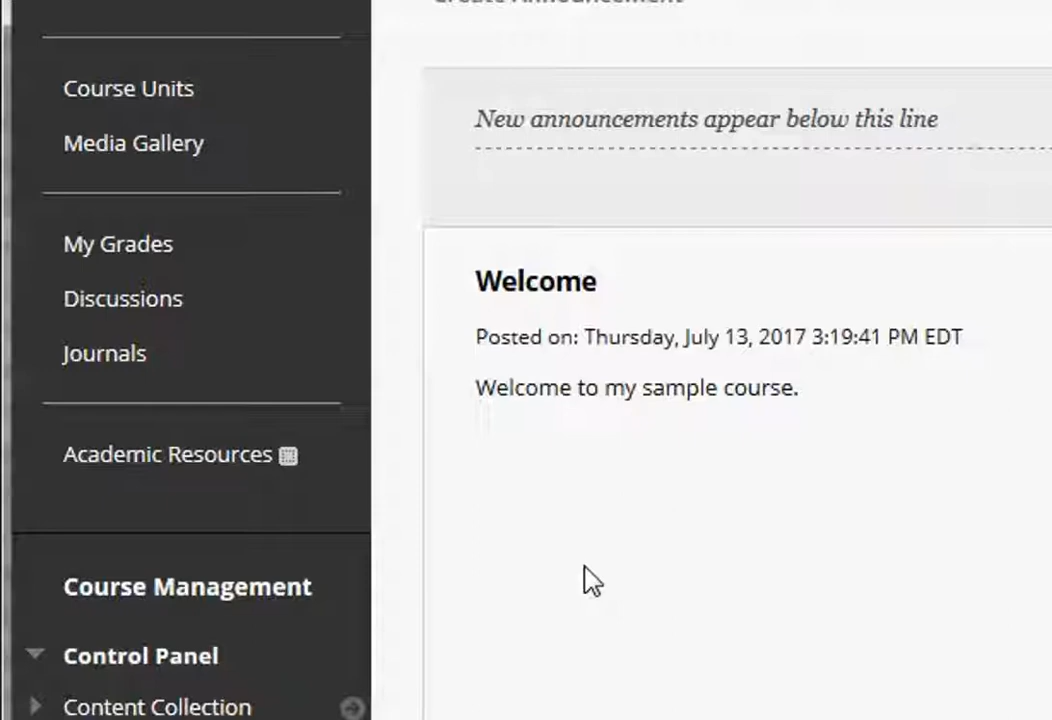 Create Announcement
Course Units
Media Gallery
My Grades
Discussions
Journals
Academic Resources
Course Management
Control Panel
Content Collection
New announcements appear below this line
Welcome
Posted on: Thursday, July 13, 2017 3:19:41 PM EDT
Welcome to my sample course.